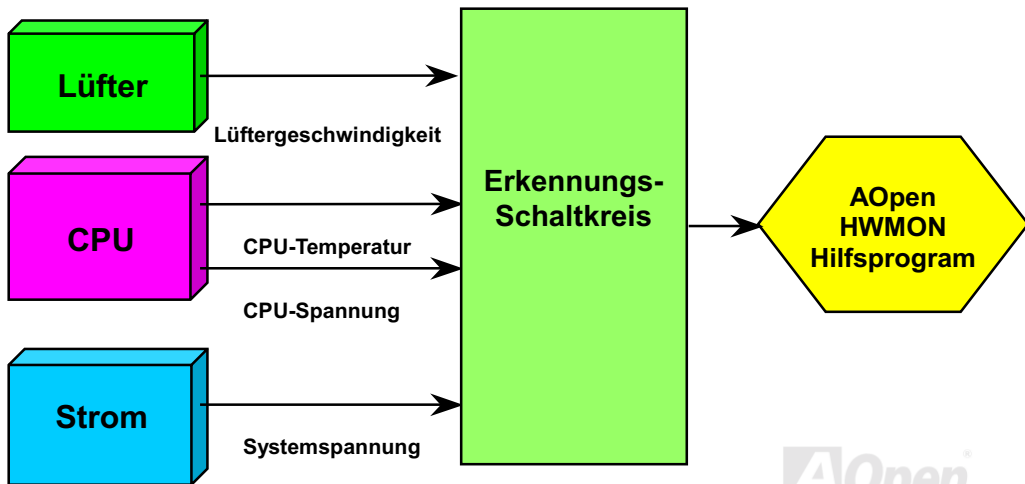 Lüfter
Lüftergeschwindigkeit
CPU
CPU-Temperatur
CPU-Spannung
Strom
Systemspannung
Erkennungs-
Schaltkreis
AOpen
HWMON
Hilfsprogram
AOpen®